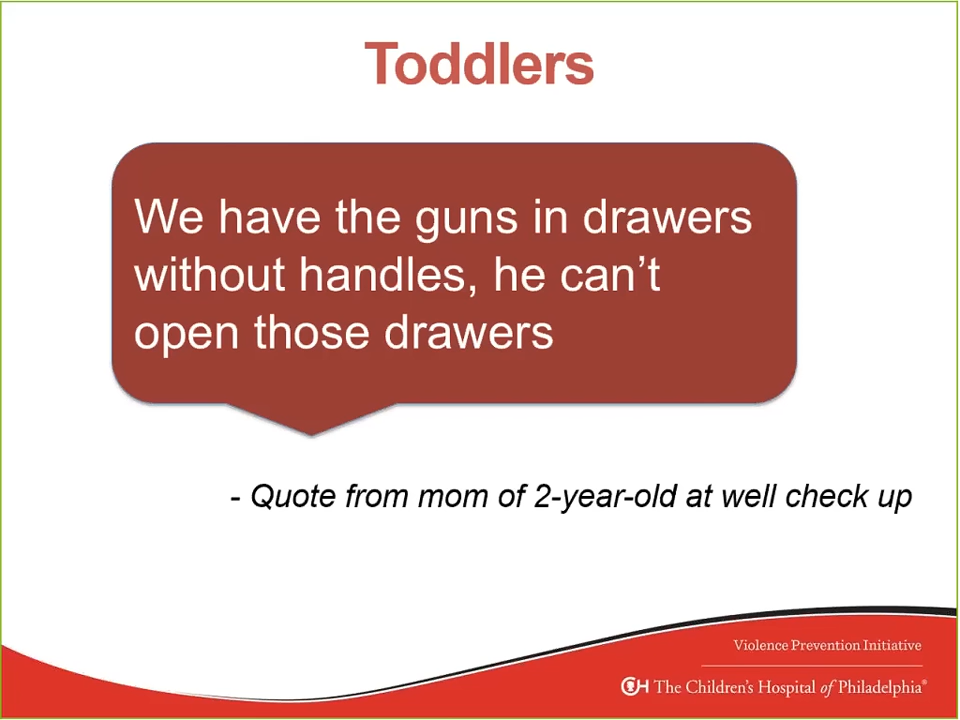 Toddlers
We have the guns in drawers
without handles, he can’t
open those drawers
- Quote from mom of 2-year-old at well check up
Violence Prevention Initiative
CH The Children’s Hospital of Philadelphia®